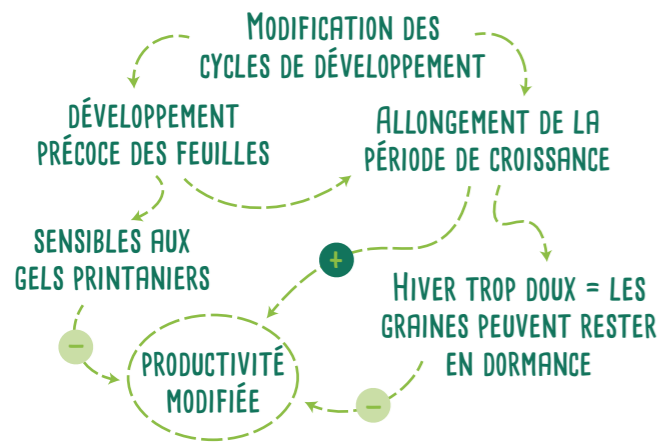 Modification des
cycles de développement
développement
précoce des feuilles
Allongement de la
période de croissance
sensibles aux
gels printaniers
+
Hiver trop doux = les
graines peuvent rester
en dormance
−
productivité
modifiée
−